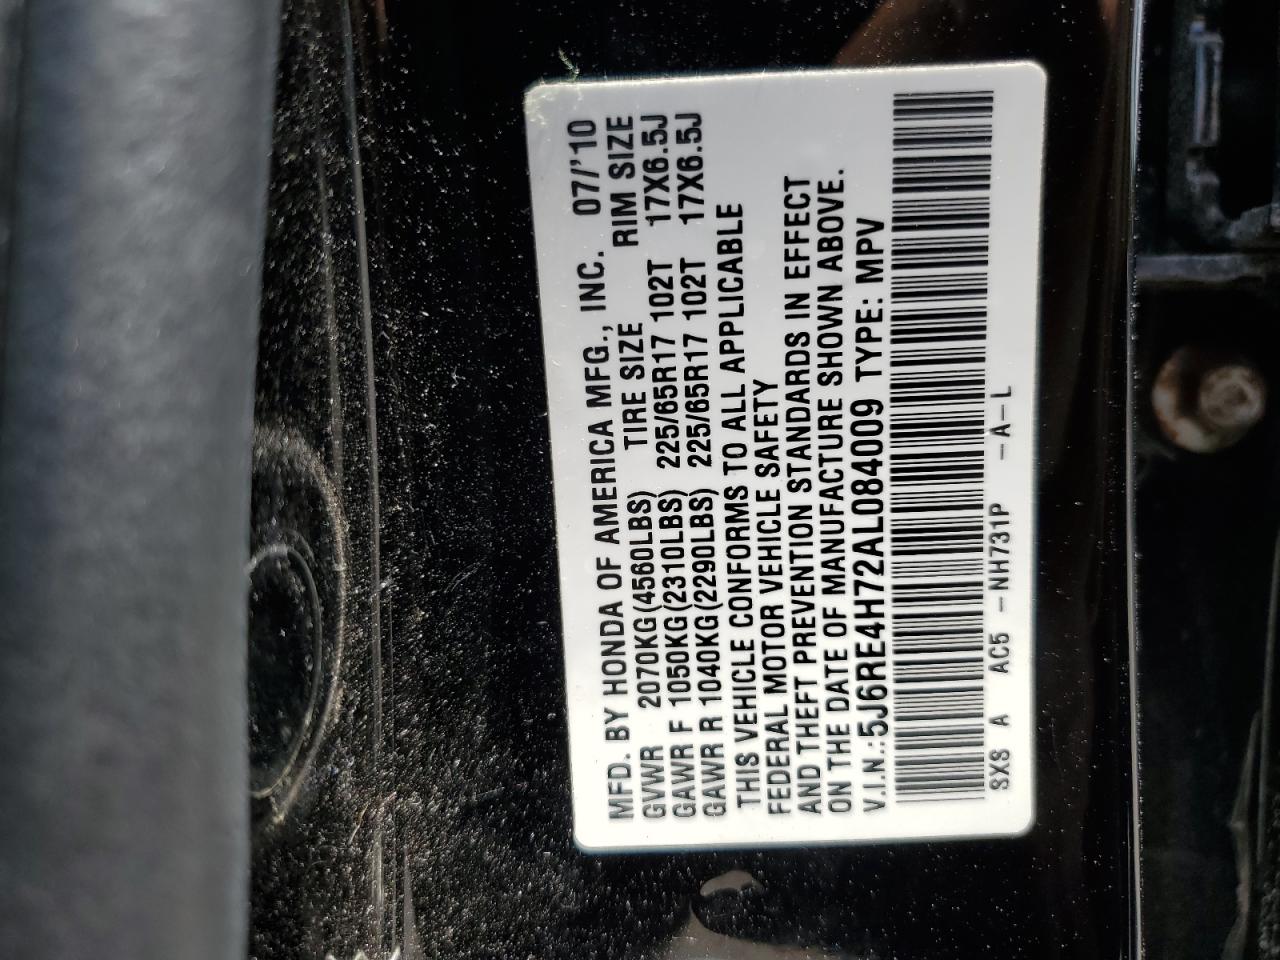 MFD. BY HONDA OF AMERICA MFG., INC. 07/'10
GVWR 2070KG(4560LBS) TIRE SIZE RIM SIZE
GAWR F 1050KG(2310LBS) 225/65R17 102T 17X6.5J
GAWR R 1040KG(2290LBS) 225/65R17 102T 17X6.5J
THIS VEHICLE CONFORMS TO ALL APPLICABLE
FEDERAL MOTOR VEHICLE SAFETY
AND THEFT PREVENTION STANDARDS IN EFFECT
ON THE DATE OF MANUFACTURE SHOWN ABOVE.
V.I.N.:5J6RE4H72AL084009 TYPE: MPV
SXS A AC5 -NH731P -A-L